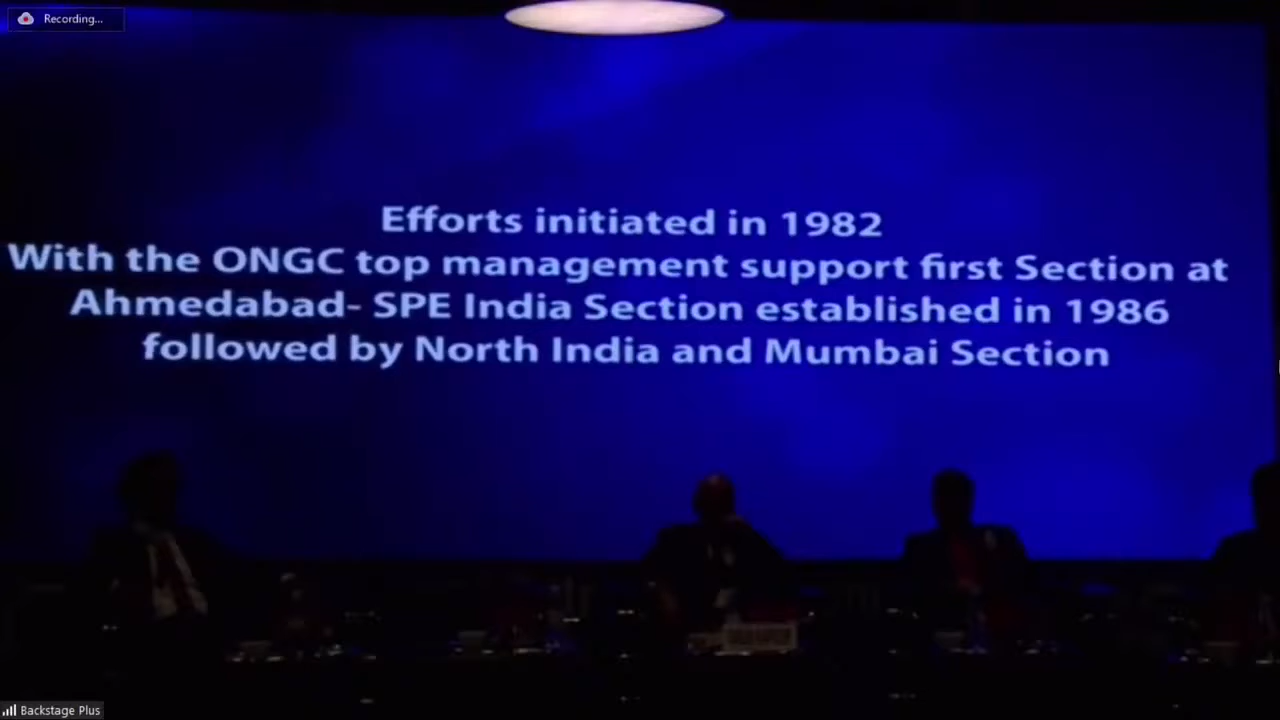 Recording...
Efforts initiated in 1982
With the ONGC top management support first Section at
Ahmedabad- SPE India Section established in 1986
followed by North India and Mumbai Section
Backstage Plus